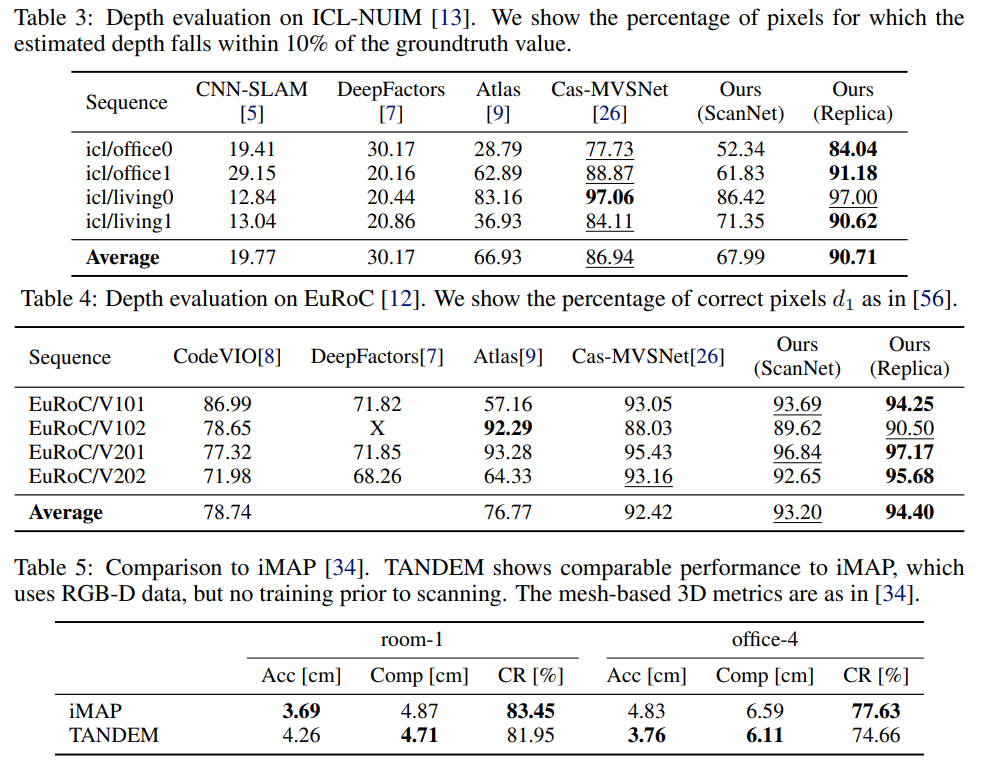 Table 3: Depth evaluation on ICL-NUIM [13]. We show the percentage of pixels for which the
estimated depth falls within 10% of the groundtruth value.
Sequence CNN-SLAM [5] DeepFactors [7] Atlas [9] Cas-MVSNet [26] Ours (ScanNet) Ours (Replica)
icl/office0 19.41 30.17 28.79 77.73 52.34 84.04
icl/office1 29.15 20.16 62.89 88.87 61.83 91.18
icl/living0 12.84 20.44 83.16 97.06 86.42 97.00
icl/living1 13.04 20.86 36.93 84.11 71.35 90.62
Average 19.77 30.17 66.93 86.94 67.99 90.71
Table 4: Depth evaluation on EuRoC [12]. We show the percentage of correct pixels d₁ as in [56].
Sequence CodeVIO[8] DeepFactors[7] Atlas[9] Cas-MVSNet[26] Ours (ScanNet) Ours (Replica)
EuRoC/V101 86.99 71.82 57.16 93.05 93.69 94.25
EuRoC/V102 78.65 X 92.29 88.03 89.62 90.50
EuRoC/V201 77.32 71.85 93.28 95.43 96.84 97.17
EuRoC/V202 71.98 68.26 64.33 93.16 92.65 95.68
Average 78.74 76.77 92.42 93.20 94.40
Table 5: Comparison to iMAP [34]. TANDEM shows comparable performance to iMAP, which
uses RGB-D data, but no training prior to scanning. The mesh-based 3D metrics are as in [34].
room-1 office-4
Acc [cm] Comp [cm] CR [%] Acc [cm] Comp [cm] CR [%]
iMAP 3.69 4.87 83.45 4.83 6.59 77.63
TANDEM 4.26 4.71 81.95 3.76 6.11 74.66